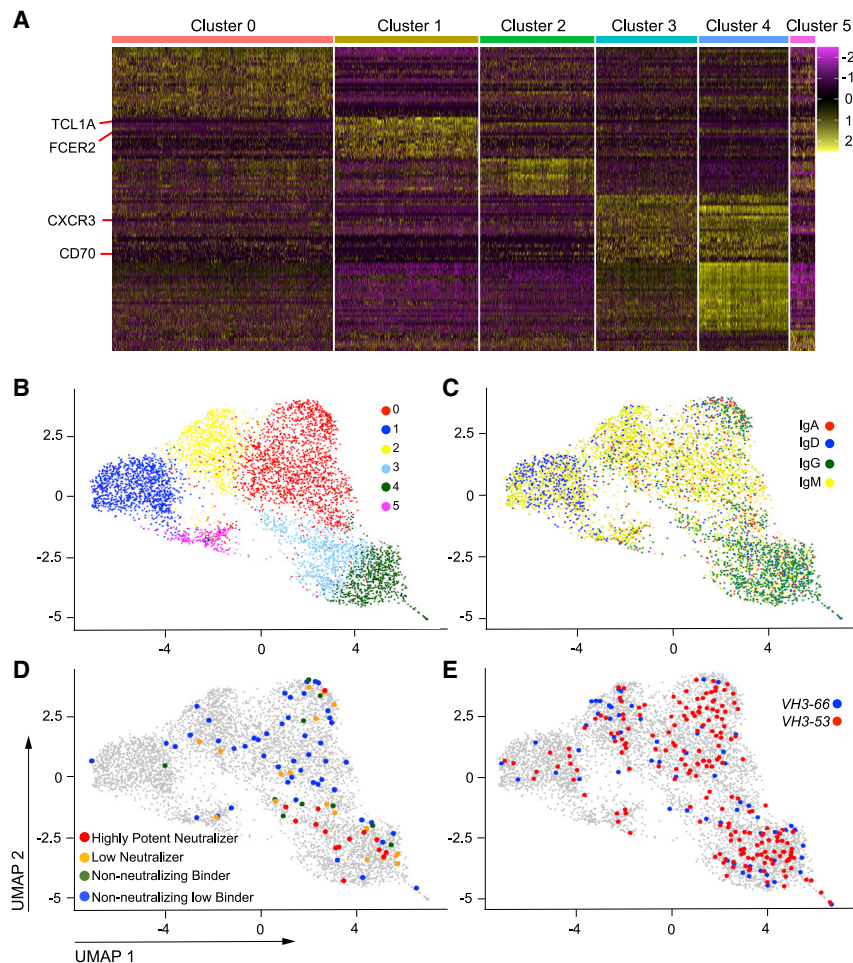 A
Cluster 0 Cluster 1 Cluster 2 Cluster 3 Cluster 4 Cluster 5
-2
-1
0
1
2
TCL1A
FCER2
CXCR3
CD70
B
2.5
0
-2.5
-5
-4 0 4
0
1
2
3
4
5
C
2.5
0
-2.5
-5
-4 0 4
IgA
IgD
IgG
IgM
D
2.5
0
-2.5
-5
-4 0 4
Highly Potent Neutralizer
Low Neutralizer
Non-neutralizing Binder
Non-neutralizing low Binder
UMAP 2
UMAP 1
E
2.5
0
-2.5
-5
-4 0 4
VH3-66
VH3-53